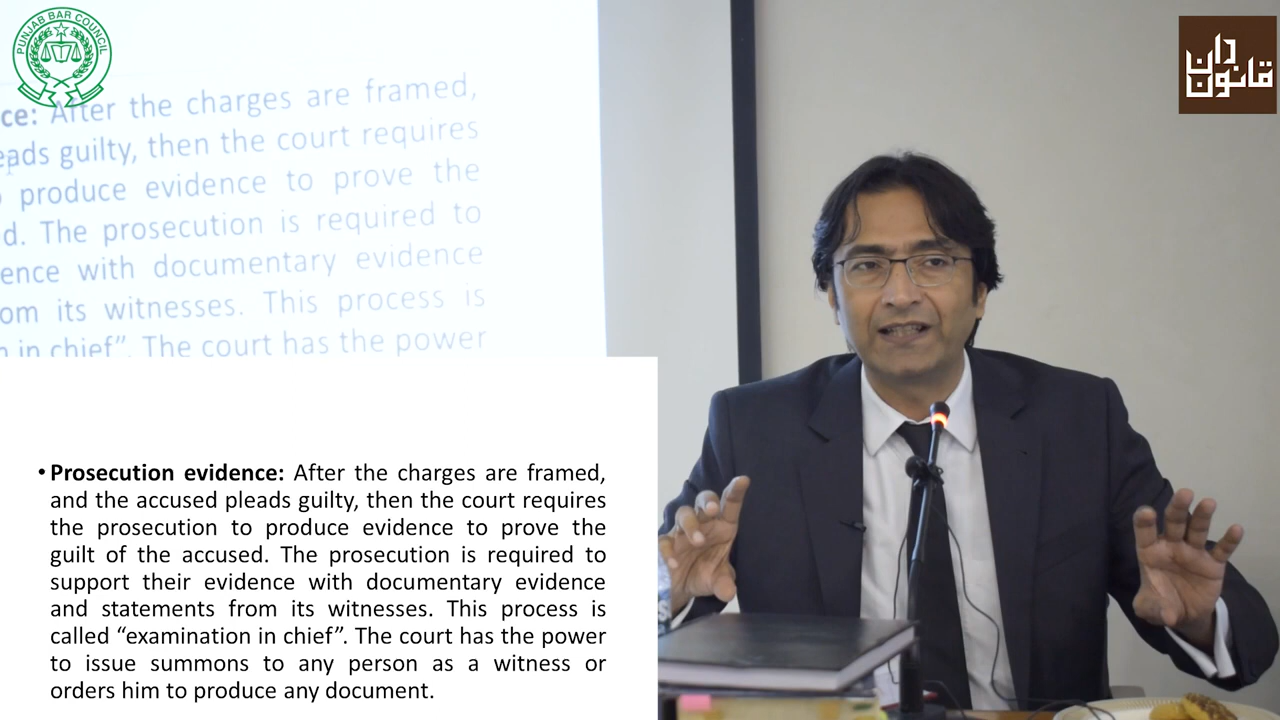 PUNJAB BAR COUNCIL
قانون دان
ce: After the charges are framed,
eads guilty, then the court requires
o produce evidence to prove the
d. The prosecution is required to
ence with documentary evidence
om its witnesses. This process is
n in chief”. The court has the power
• Prosecution evidence: After the charges are framed,
and the accused pleads guilty, then the court requires
the prosecution to produce evidence to prove the
guilt of the accused. The prosecution is required to
support their evidence with documentary evidence
and statements from its witnesses. This process is
called “examination in chief”. The court has the power
to issue summons to any person as a witness or
orders him to produce any document.